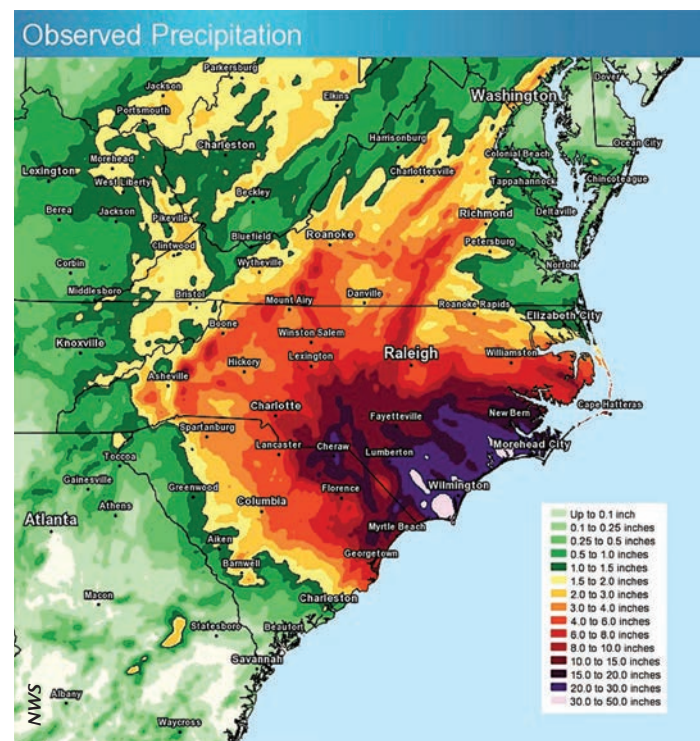 Observed Precipitation
Parkersburg
Dover
Jackson
Elkins
Washington
Portsmouth
Harrisonburg
Ocean City
Charleston
Morehead
Colonial Beach
Lexington
Charlottesville
West Liberty
Tappahannock
Chincoteague
Beckley
Berea
Jackson
Pikeville
Richmond
Deltaville
Bluefield
Roanoke
Clintwood
Petersburg
Wytheville
Corbin
Norfolk
Middlesboro
Bristol
Mount Airy
Danville
Roanoke Rapids
Elizabeth City
Boone
Winston Salem
Knoxville
Lexington
Raleigh
Williamston
Hickory
Asheville
Charlotte
Cape Hatteras
Fayetteville
New Bern
Spartanburg
Lancaster
Cheraw
Lumberton
Morehead City
Toccoa
Gainesville
Greenwood
Florence
Wilmington
Columbia
Athens
Atlanta
Myrtle Beach
Aiken
Georgetown
Barnwell
Macon
Charleston
Statesboro
Beaufort
Savannah
Albany
Waycross
Up to 0.1 inch
0.1 to 0.25 inches
0.25 to 0.5 inches
0.5 to 1.0 inches
1.0 to 1.5 inches
1.5 to 2.0 inches
2.0 to 3.0 inches
3.0 to 4.0 inches
4.0 to 6.0 inches
6.0 to 8.0 inches
8.0 to 10.0 inches
10.0 to 15.0 inches
15.0 to 20.0 inches
20.0 to 30.0 inches
30.0 to 50.0 inches
NWS